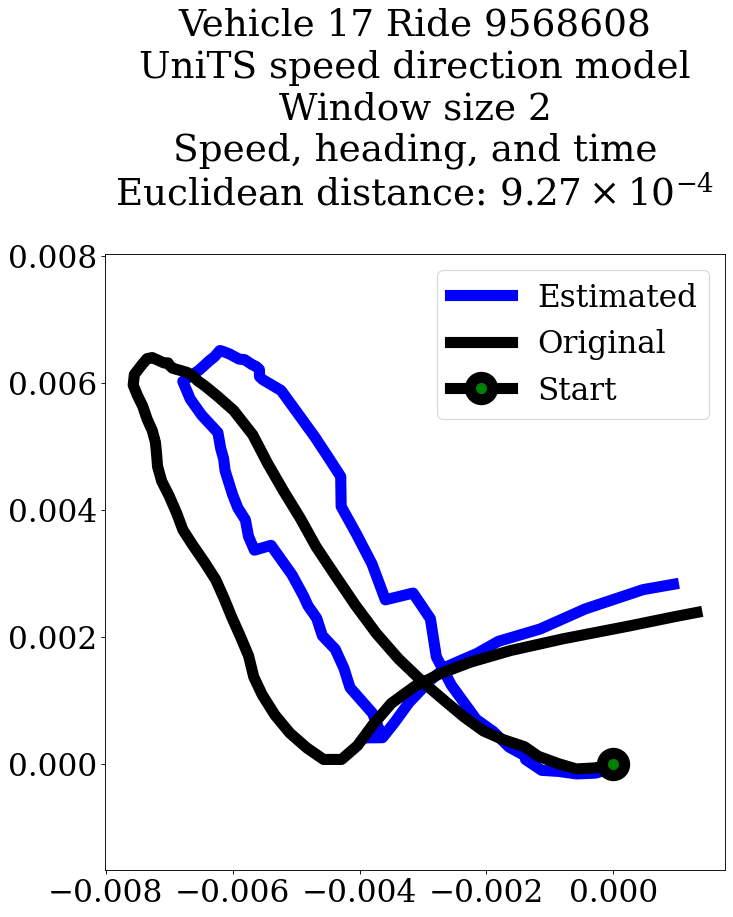 Vehicle 17 Ride 9568608
UniTS speed direction model
Window size 2
Speed, heading, and time
Euclidean distance: 9.27 × 10⁻⁴
0.008
0.006
0.004
0.002
0.000
Estimated
Original
Start
−0.008 −0.006 −0.004 −0.002 0.000